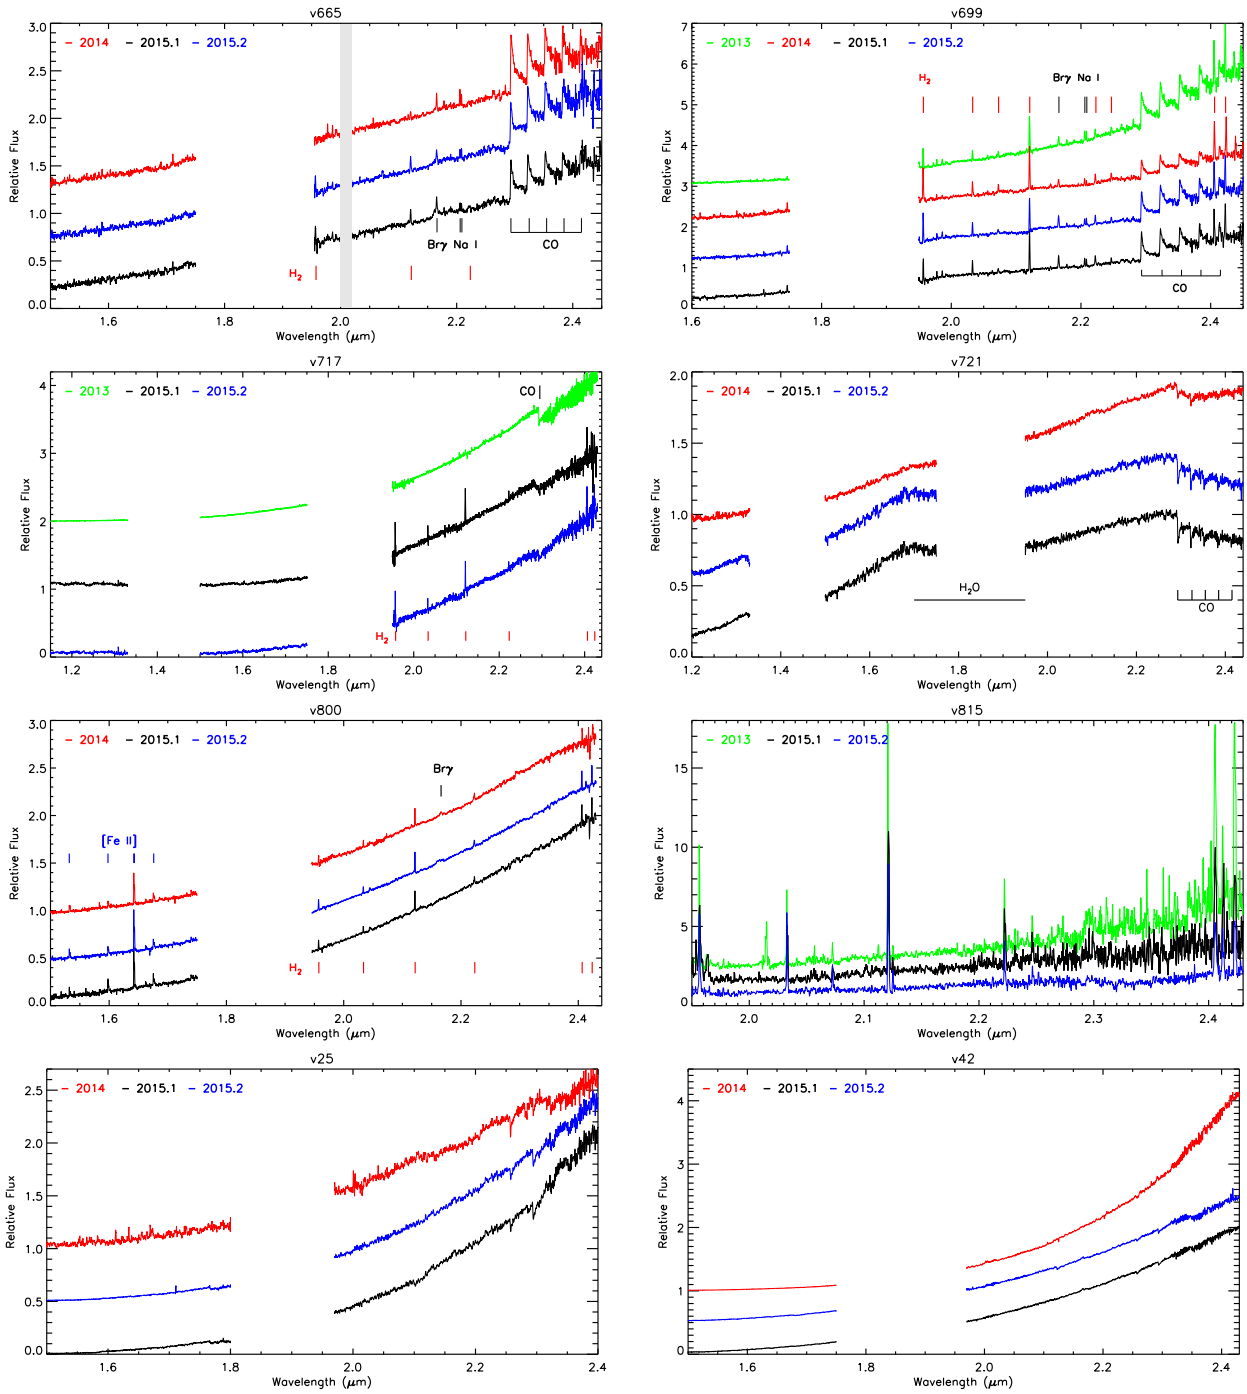 v665
– 2014 – 2015.1 – 2015.2
Relative Flux
3.0
2.5
2.0
1.5
1.0
0.5
0.0
H2
Brγ Na I
CO
1.6 1.8 2.0 2.2 2.4
Wavelength (μm)
v699
– 2013 – 2014 – 2015.1 – 2015.2
Relative Flux
7
6
5
4
3
2
1
0
H2
Brγ Na I
CO
1.6 1.8 2.0 2.2 2.4
Wavelength (μm)
v717
– 2013 – 2015.1 – 2015.2
Relative Flux
4
3
2
1
0
CO
H2
1.2 1.4 1.6 1.8 2.0 2.2 2.4
Wavelength (μm)
v721
– 2014 – 2015.1 – 2015.2
Relative Flux
2.0
1.5
1.0
0.5
0.0
H2O
CO
1.2 1.4 1.6 1.8 2.0 2.2 2.4
Wavelength (μm)
v800
– 2014 – 2015.1 – 2015.2
Relative Flux
3.0
2.5
2.0
1.5
1.0
0.5
0.0
Brγ
[Fe II]
H2
1.6 1.8 2.0 2.2 2.4
Wavelength (μm)
v815
– 2013 – 2015.1 – 2015.2
Relative Flux
15
10
5
0
2.0 2.1 2.2 2.3 2.4
Wavelength (μm)
v25
– 2014 – 2015.1 – 2015.2
Relative Flux
2.5
2.0
1.5
1.0
0.5
0.0
1.6 1.8 2.0 2.2 2.4
Wavelength (μm)
v42
– 2014 – 2015.1 – 2015.2
Relative Flux
4
3
2
1
0
1.6 1.8 2.0 2.2 2.4
Wavelength (μm)